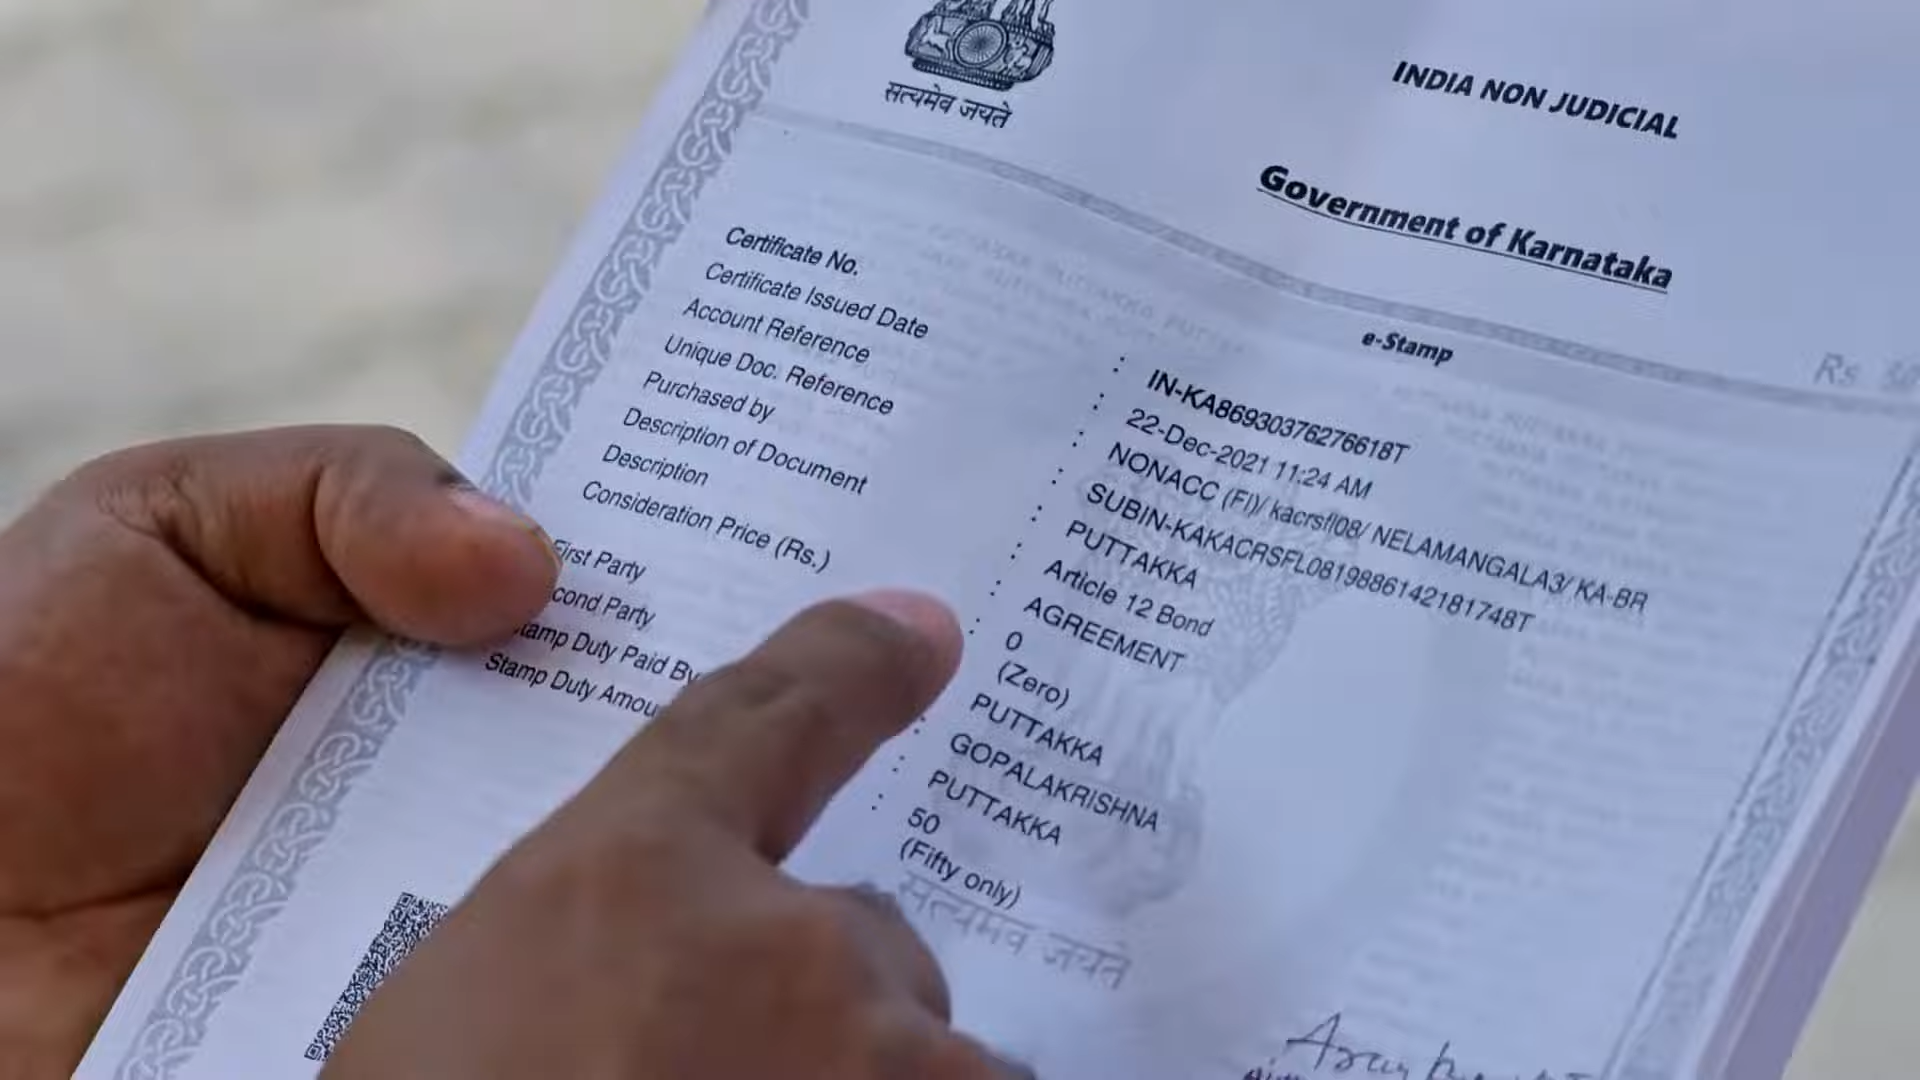 सत्यमेव जयते
INDIA NON JUDICIAL
Government of Karnataka
e-Stamp
Rs
Certificate No. : IN-KA86930376276618T
Certificate Issued Date : 22-Dec-2021 11:24 AM
Account Reference : NONACC (FI)/ kacrsfl08/ NELAMANGALA3/ KA-BR
Unique Doc. Reference : SUBIN-KAKACRSFL0819886142181748T
Purchased by : PUTTAKKA
Description of Document : Article 12 Bond
Description : AGREEMENT
Consideration Price (Rs.) : 0
(Zero)
First Party PUTTAKKA
cond Party : GOPALAKRISHNA
tamp Duty Paid By : PUTTAKKA
Stamp Duty Amou : 50
(Fifty only)
सत्यमेव जयते